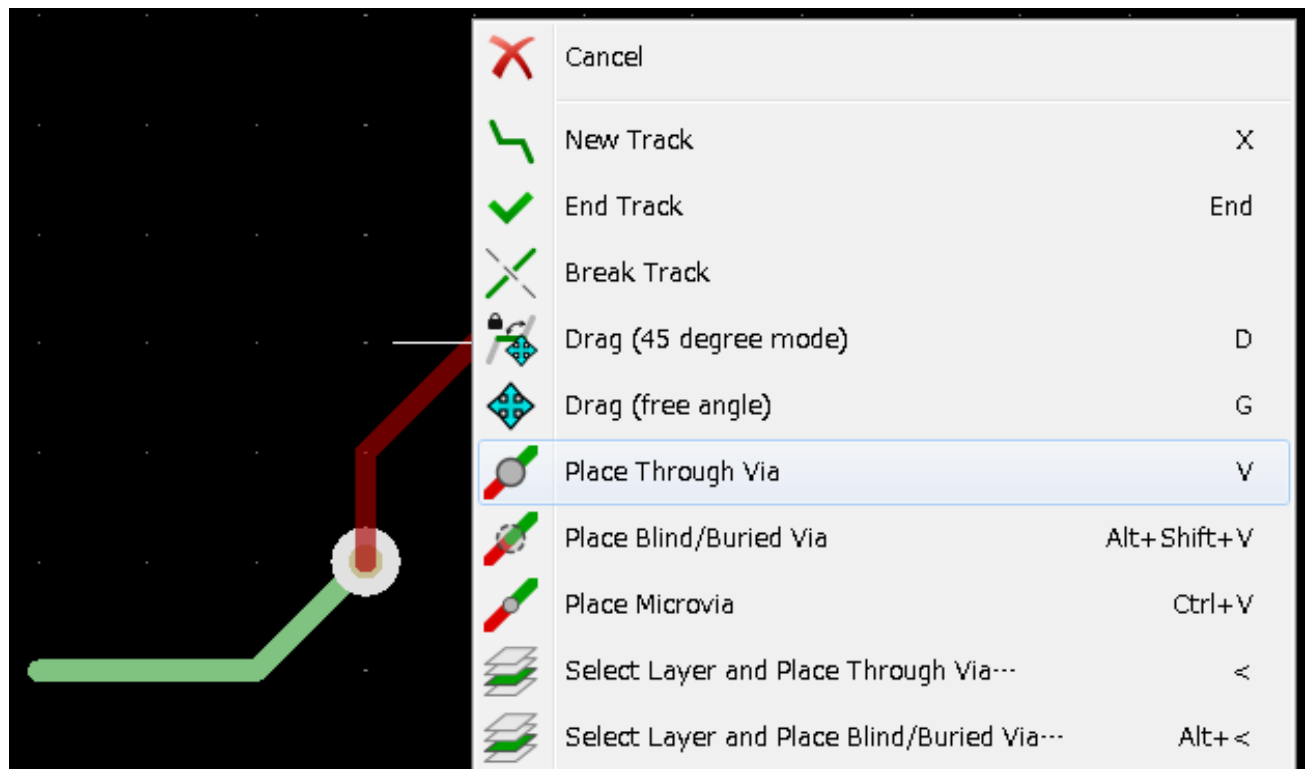 Cancel
New Track X
End Track End
Break Track
Drag (45 degree mode) D
Drag (free angle) G
Place Through Via V
Place Blind/Buried Via Alt+Shift+V
Place Microvia Ctrl+V
Select Layer and Place Through Via... <
Select Layer and Place Blind/Buried Via... Alt+<